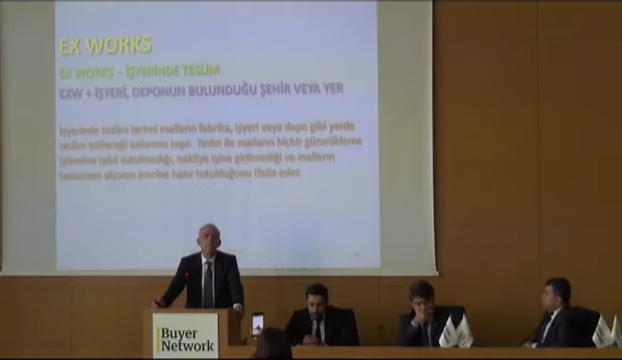 EX WORKS
EX WORKS - İŞYERİNDE TESLİM
EXW + İŞYERİ, DEPONUN BULUNDUĞU ŞEHİR VEYA YER
İşyerinde teslim terimi malların fabrika, işyeri veya depo gibi yerde
teslim edileceği anlamını taşır. Terim ile malların hiçbir gümrükleme
işlemine tabi tutulmadığı, nakliye işine girilmediği ve malların
tamamen alıcının emrine hazır tutulduğunu ifade eder.
Buyer
Network